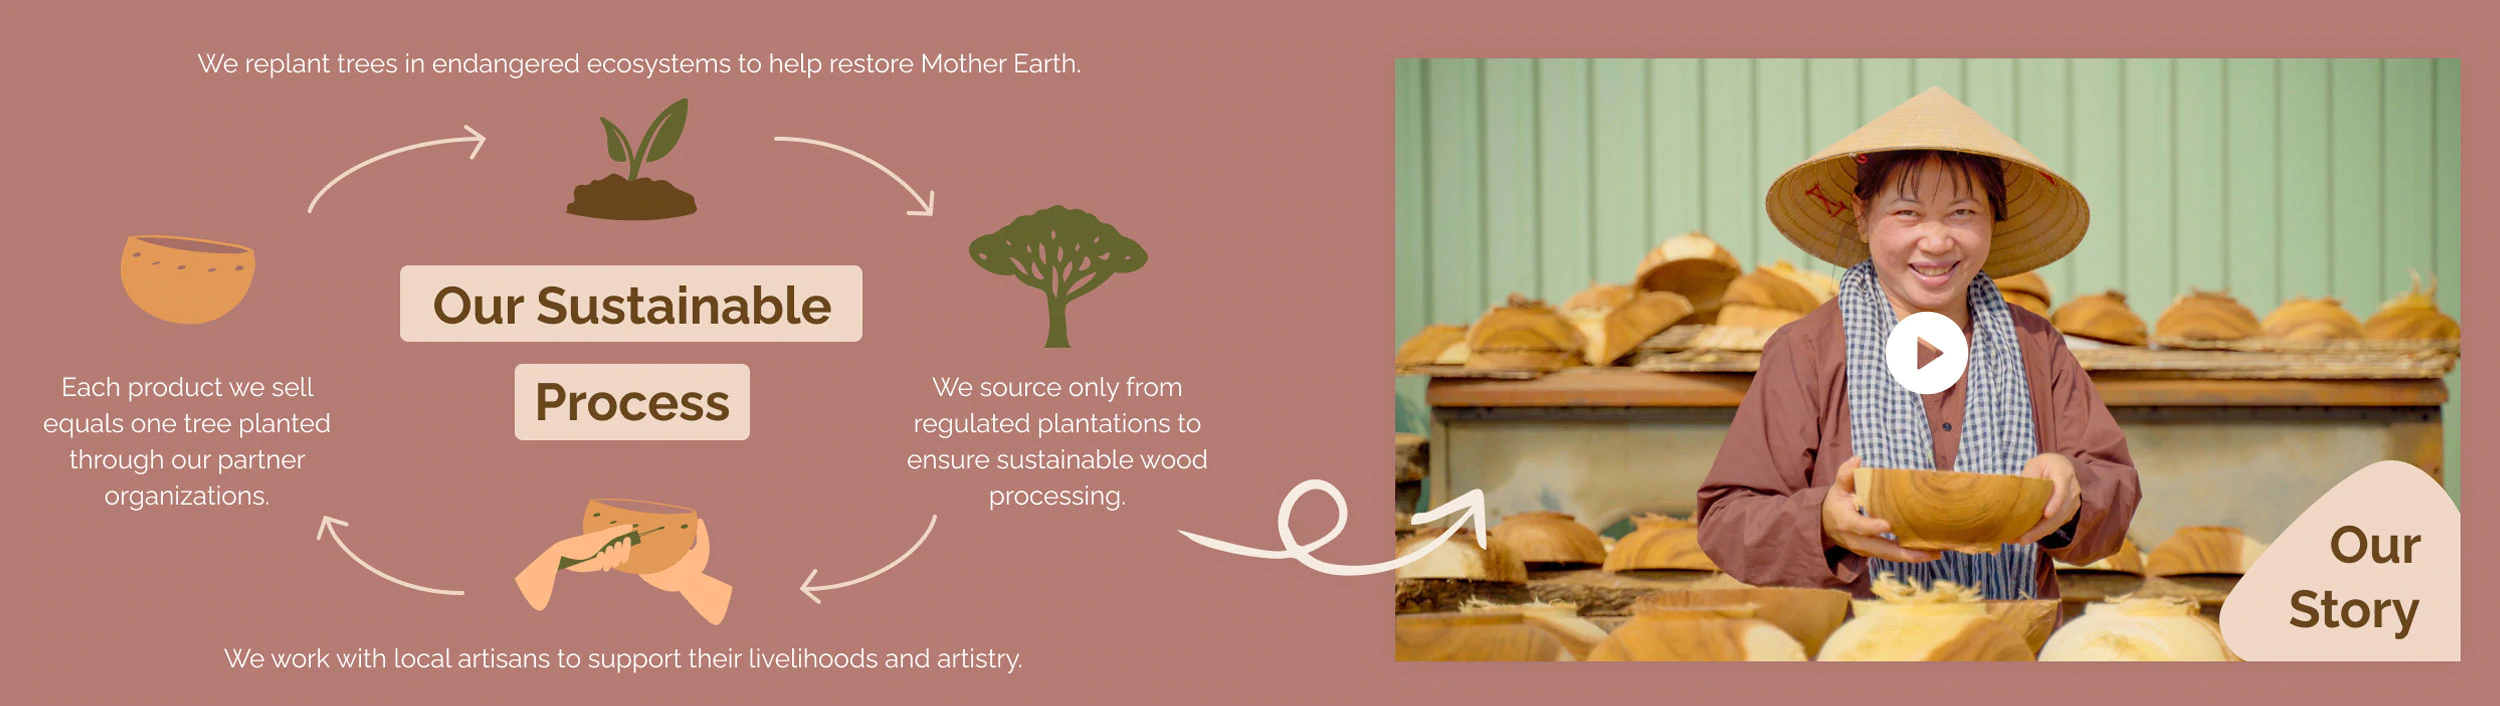 We replant trees in endangered ecosystems to help restore Mother Earth.
Our Sustainable
Process
Each product we sell
equals one tree planted
through our partner
organizations.
We source only from
regulated plantations to
ensure sustainable wood
processing.
We work with local artisans to support their livelihoods and artistry.
Our
Story